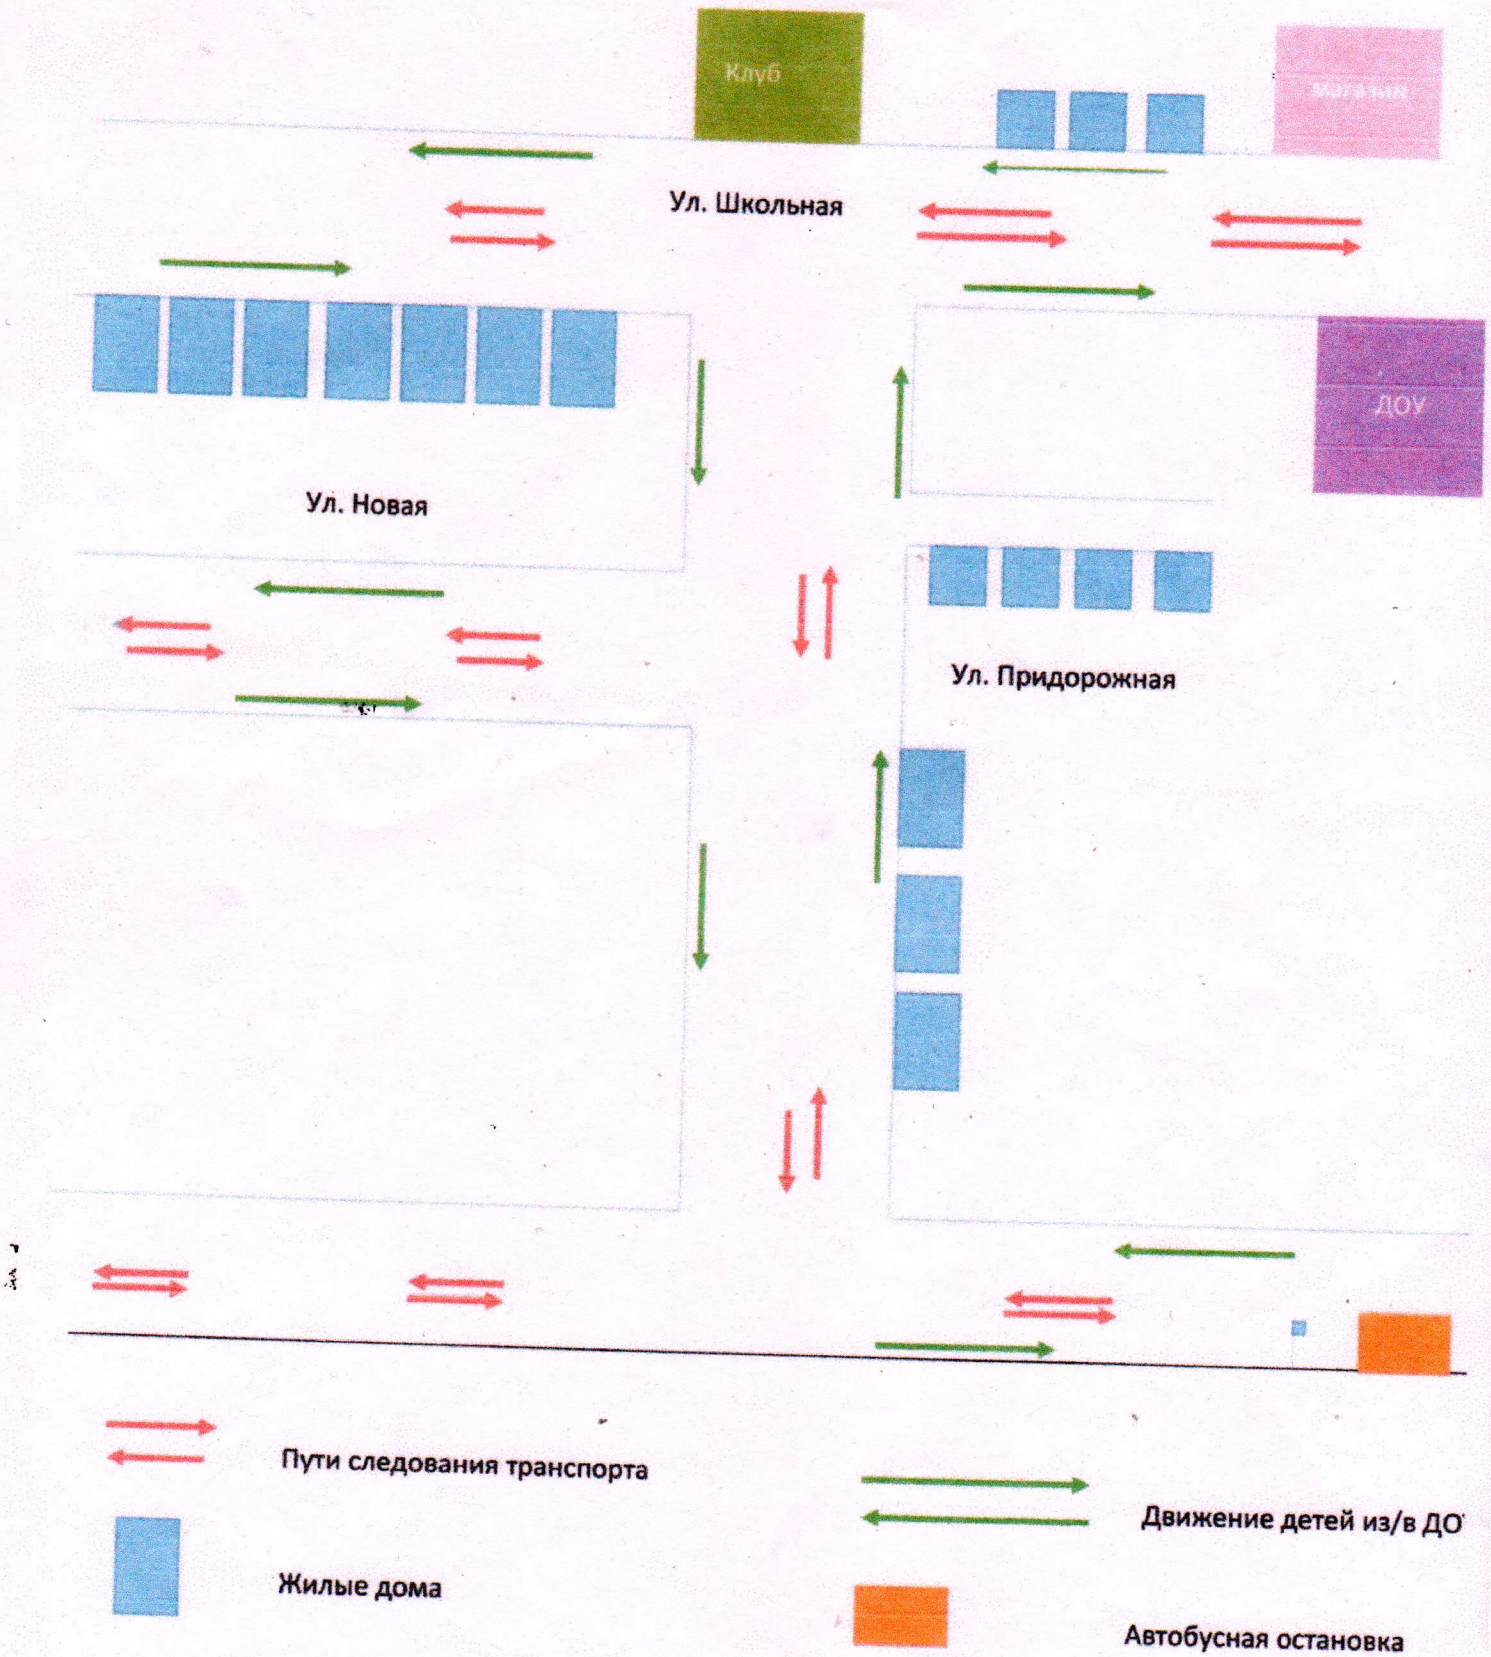 Клуб
Магазин
Ул. Школьная
ДОУ
Ул. Новая
Ул. Придорожная
Пути следования транспорта
Движение детей из/в ДО
Жилые дома
Автобусная остановка